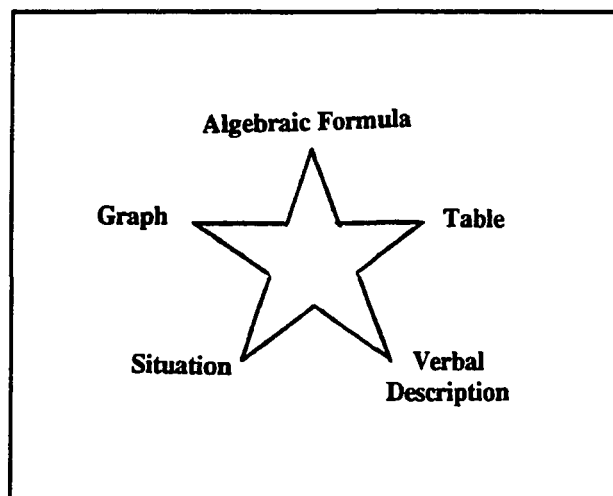 Algebraic Formula
Graph
Table
Situation
Verbal
Description